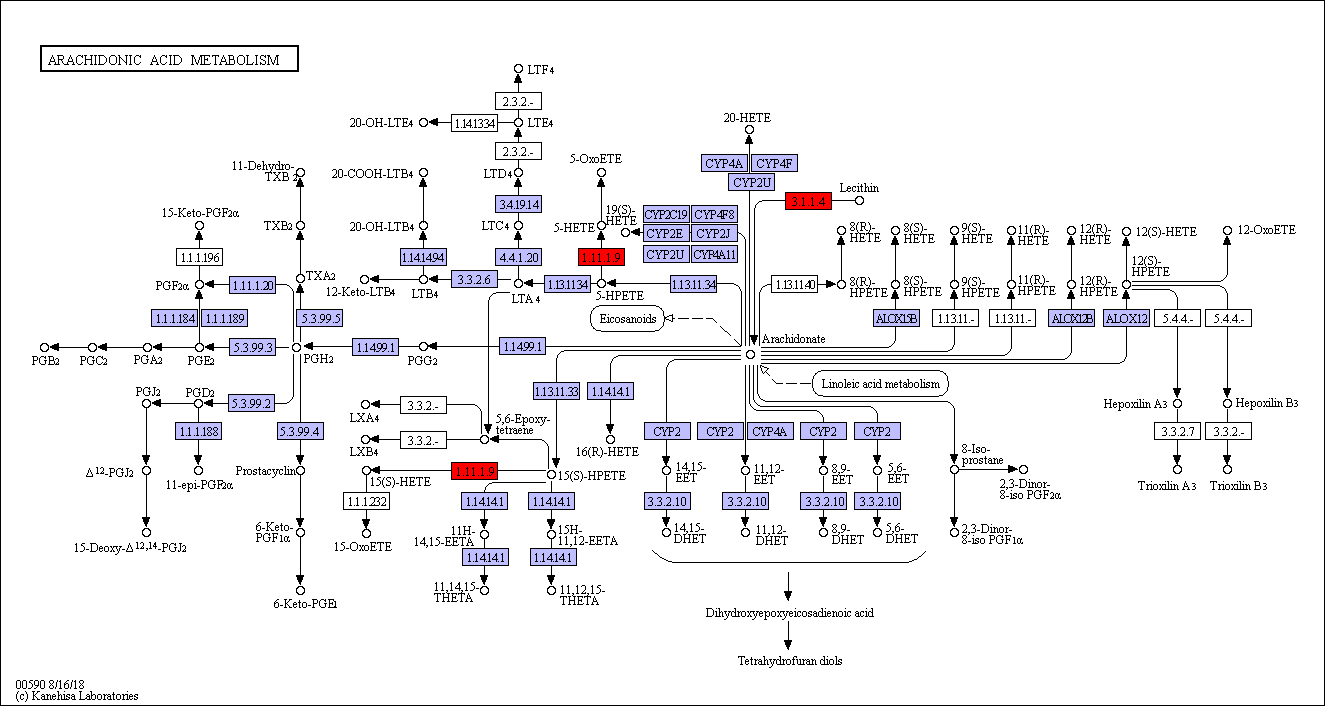 ARACHIDONIC ACID METABOLISM
LTF4
2.3.2.-
20-OH-LTE4
1.14.13.34
LTE4
2.3.2.-
20-HETE
11-Dehydro-
TXB2
20-COOH-LTB4
LTD4
5-OxoETE
CYP4A
CYP4F
CYP2U
Lecithin
3.1.1.4
3.4.19.14
15-Keto-PGF2α
TXB2
20-OH-LTB4
LTC4
5-HETE
19(S)-
HETE
CYP2C19
CYP4F8
CYP2E
CYP2J
CYP2U
CYP4A11
8(R)-
HETE
8(S)-
HETE
9(S)-
HETE
11(R)-
HETE
12(R)-
HETE
12(S)-HETE
12-OxoETE
1.1.1.196
1.14.14.94
4.4.1.20
1.11.1.9
12(S)-
HPETE
PGF2α
1.11.1.20
TXA2
12-Keto-LTB4
LTB4
3.3.2.6
LTA4
1.13.11.34
5-HPETE
1.13.11.34
1.13.11.40
8(R)-
HPETE
8(S)-
HPETE
9(S)-
HPETE
11(R)-
HPETE
12(R)-
HPETE
1.1.1.184
1.1.1.189
5.3.99.5
Eicosanoids
ALOX15B
1.13.11.-
1.13.11.-
ALOX12B
ALOX12
5.4.4.-
5.4.4.-
PGB2
PGC2
PGA2
PGE2
5.3.99.3
PGH2
1.14.99.1
PGG2
1.14.99.1
Arachidonate
PGJ2
PGD2
5.3.99.2
1.13.11.33
1.14.14.1
Linoleic acid metabolism
LXA4
3.3.2.-
5,6-Epoxy-
tetraene
Hepoxilin A3
Hepoxilin B3
1.1.1.188
5.3.99.4
LXB4
3.3.2.-
16(R)-HETE
CYP2
CYP2
CYP4A
CYP2
CYP2
8-Iso-
prostane
3.3.2.7
3.3.2.-
Δ12-PGJ2
11-epi-PGF2α
Prostacyclin
15(S)-HETE
1.11.1.9
15(S)-HPETE
14,15-
EET
11,12-
EET
8,9-
EET
5,6-
EET
2,3-Dinor-
8-iso PGF2α
Trioxilin A3
Trioxilin B3
1.1.1.232
1.14.14.1
1.14.14.1
3.3.2.10
3.3.2.10
3.3.2.10
3.3.2.10
15-Deoxy-Δ12,14-PGJ2
6-Keto-
PGF1α
15-OxoETE
11H-
14,15-EETA
15H-
11,12-EETA
14,15-
DHET
11,12-
DHET
8,9-
DHET
5,6-
DHET
2,3-Dinor-
8-iso PGF1α
1.14.14.1
1.14.14.1
6-Keto-PGE1
11,14,15-
THETA
11,12,15-
THETA
Dihydroxyepoxyeicosadienoic acid
Tetrahydrofuran diols
00590 8/16/18
(c) Kanehisa Laboratories